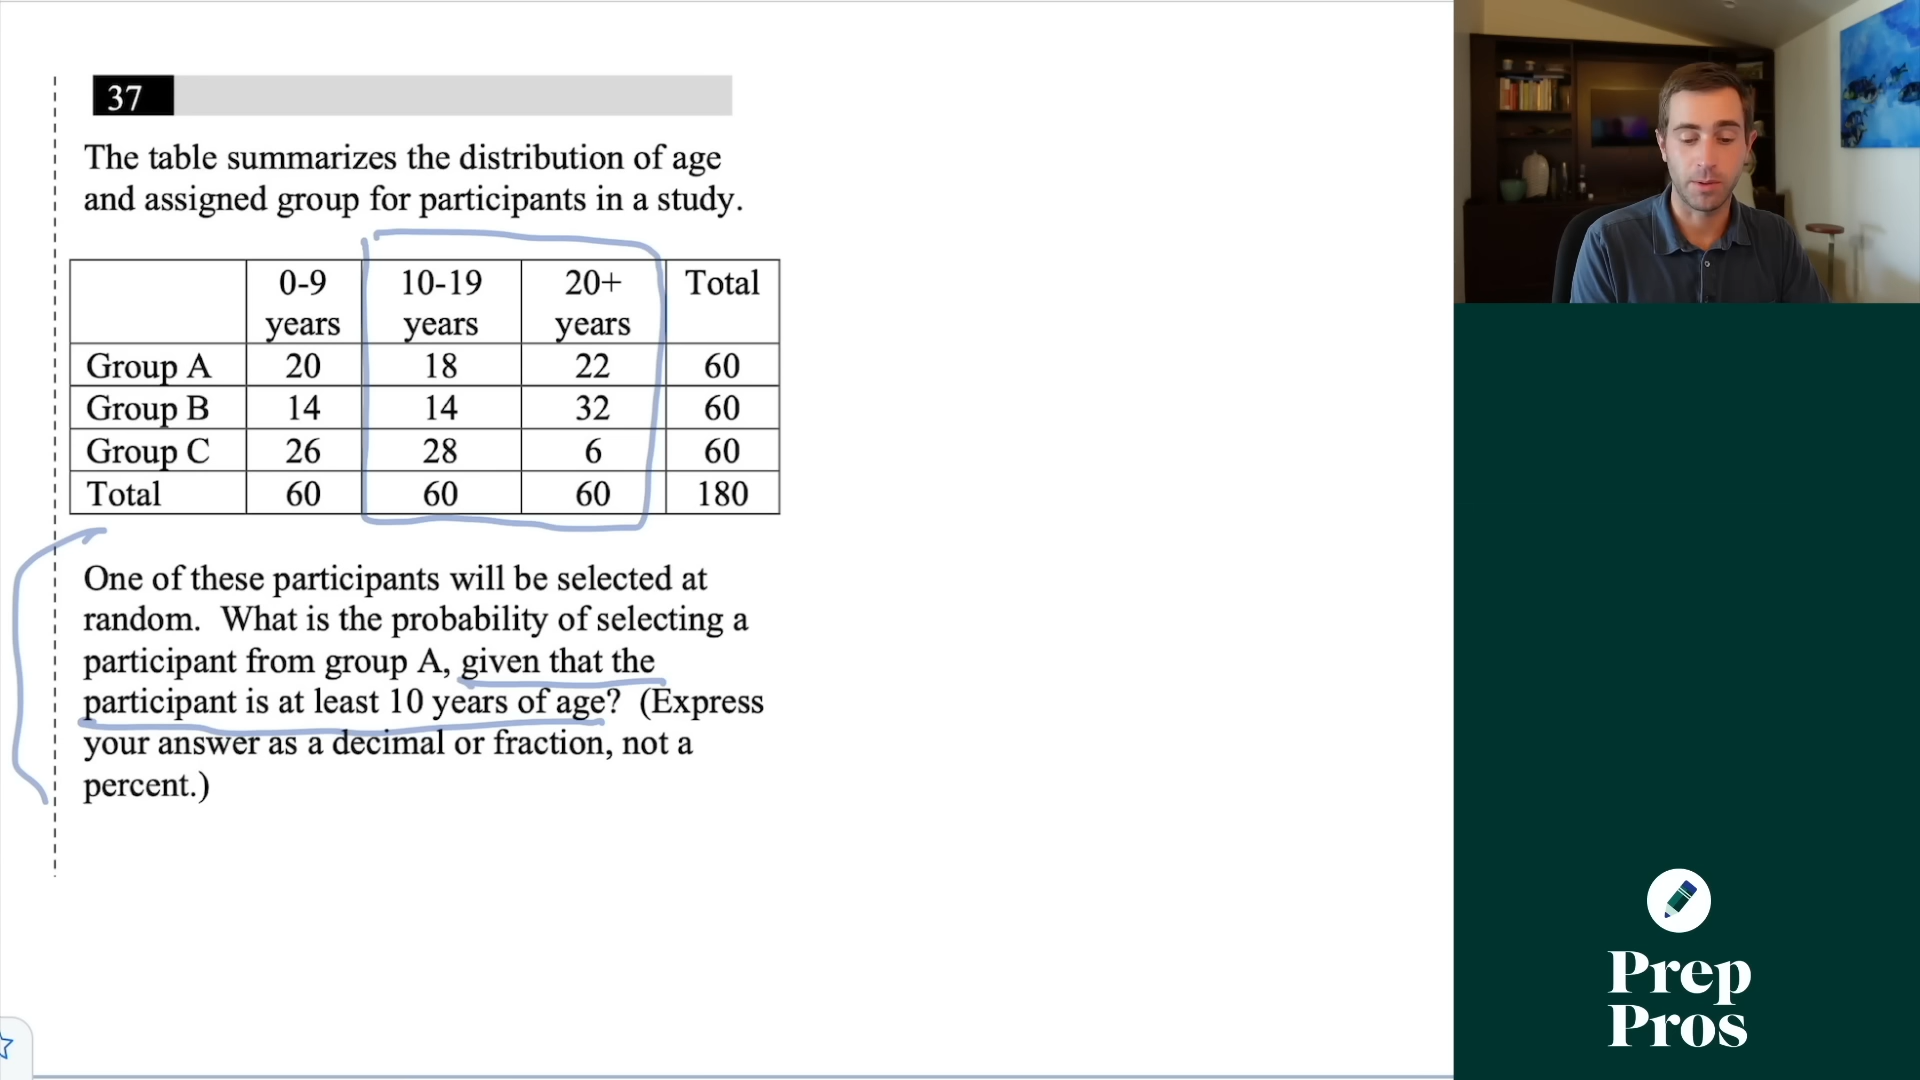 37
The table summarizes the distribution of age
and assigned group for participants in a study.
0-9 years 10-19 years 20+ years Total
Group A 20 18 22 60
Group B 14 14 32 60
Group C 26 28 6 60
Total 60 60 60 180
One of these participants will be selected at
random. What is the probability of selecting a
participant from group A, given that the
participant is at least 10 years of age? (Express
your answer as a decimal or fraction, not a
percent.)
Prep
Pros